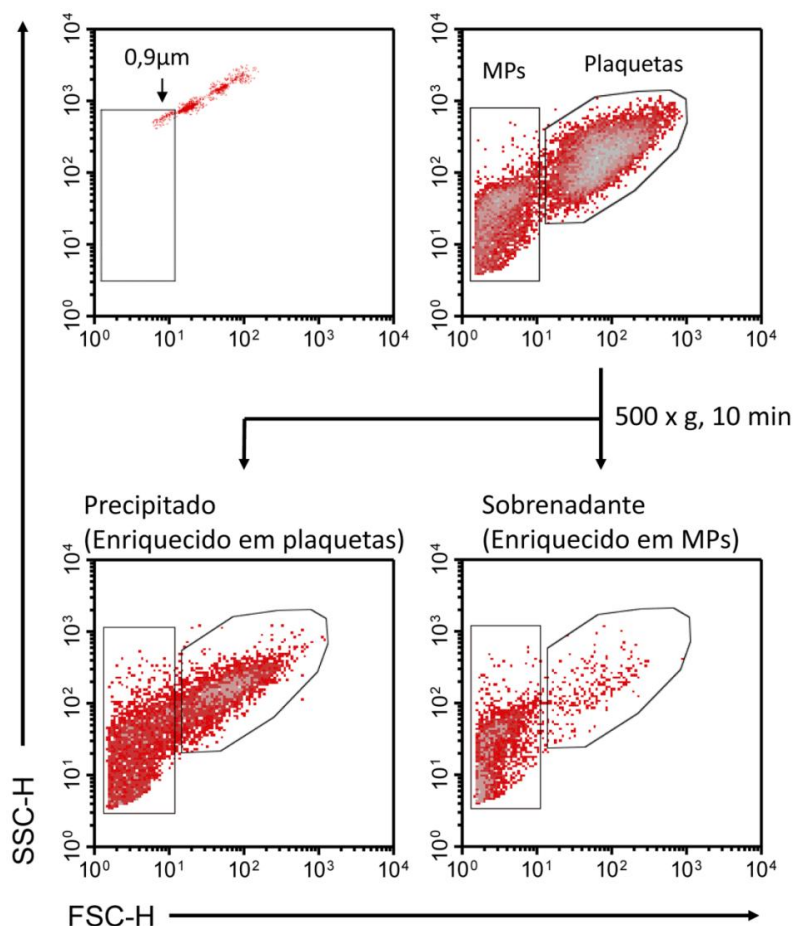 10⁴
10³
10²
10¹
10⁰
0,9µm
10⁰ 10¹ 10² 10³ 10⁴
10⁴
10³
10²
10¹
10⁰
MPs Plaquetas
10⁰ 10¹ 10² 10³ 10⁴
500 x g, 10 min
Precipitado
(Enriquecido em plaquetas)
10⁴
10³
10²
10¹
10⁰
10⁰ 10¹ 10² 10³ 10⁴
Sobrenadante
(Enriquecido em MPs)
10⁴
10³
10²
10¹
10⁰
10⁰ 10¹ 10² 10³ 10⁴
SSC-H
FSC-H